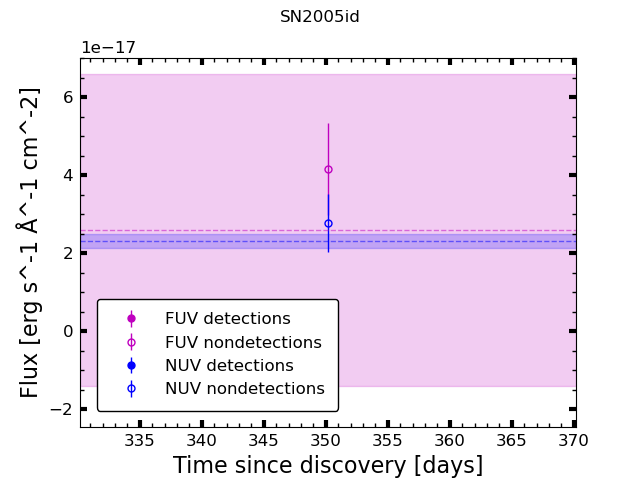 SN2005id
1e−17
6
4
2
0
−2
Flux [erg s^-1 Å^-1 cm^-2]
FUV detections
FUV nondetections
NUV detections
NUV nondetections
335 340 345 350 355 360 365 370
Time since discovery [days]